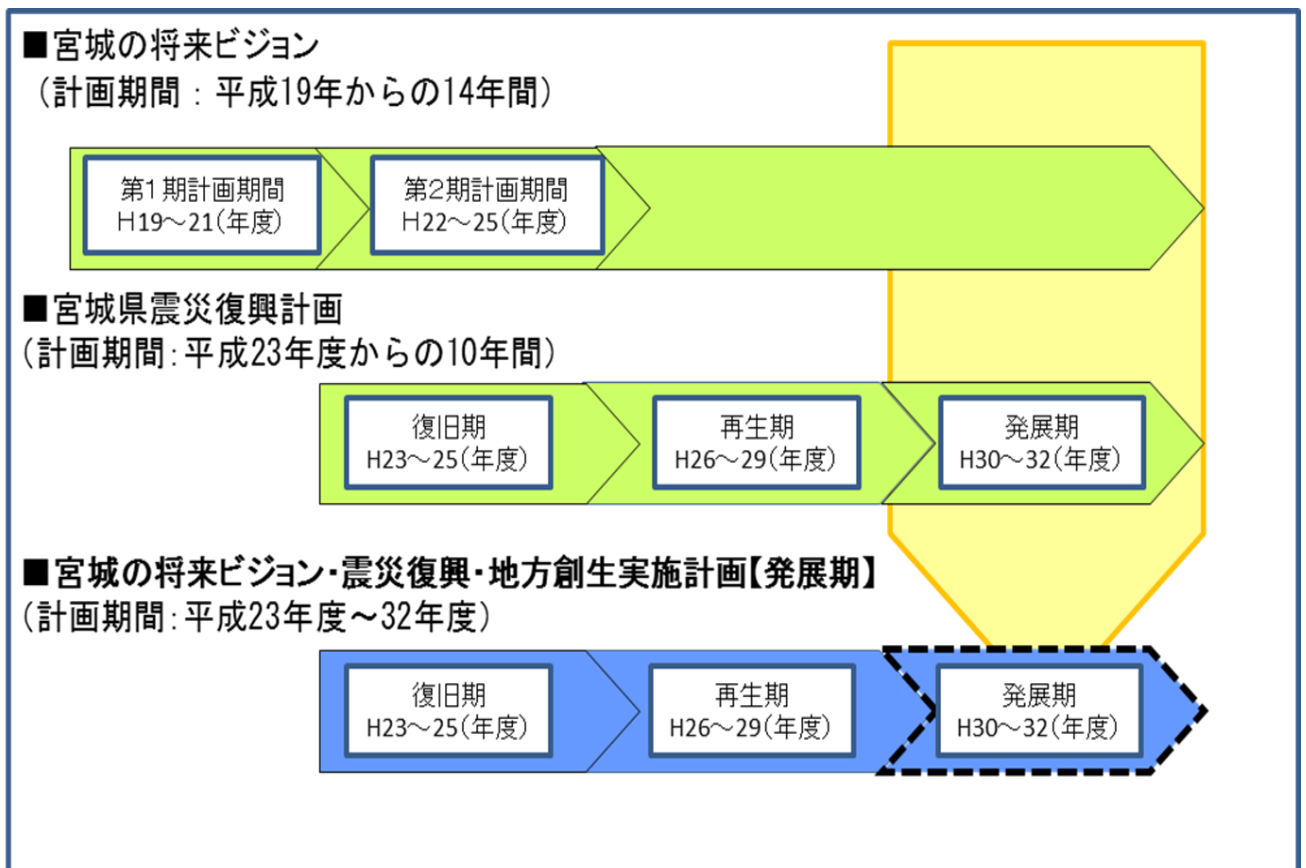 ■宮城の将来ビジョン
（計画期間：平成19年からの14年間）
第１期計画期間
Ｈ19～21(年度)
第２期計画期間
H22～25(年度)
■宮城県震災復興計画
（計画期間：平成23年度からの10年間）
復旧期
H23～25(年度)
再生期
H26～29(年度)
発展期
H30～32(年度)
■宮城の将来ビジョン・震災復興・地方創生実施計画【発展期】
（計画期間：平成23年度～32年度）
復旧期
H23～25(年度)
再生期
H26～29(年度)
発展期
H30～32(年度)